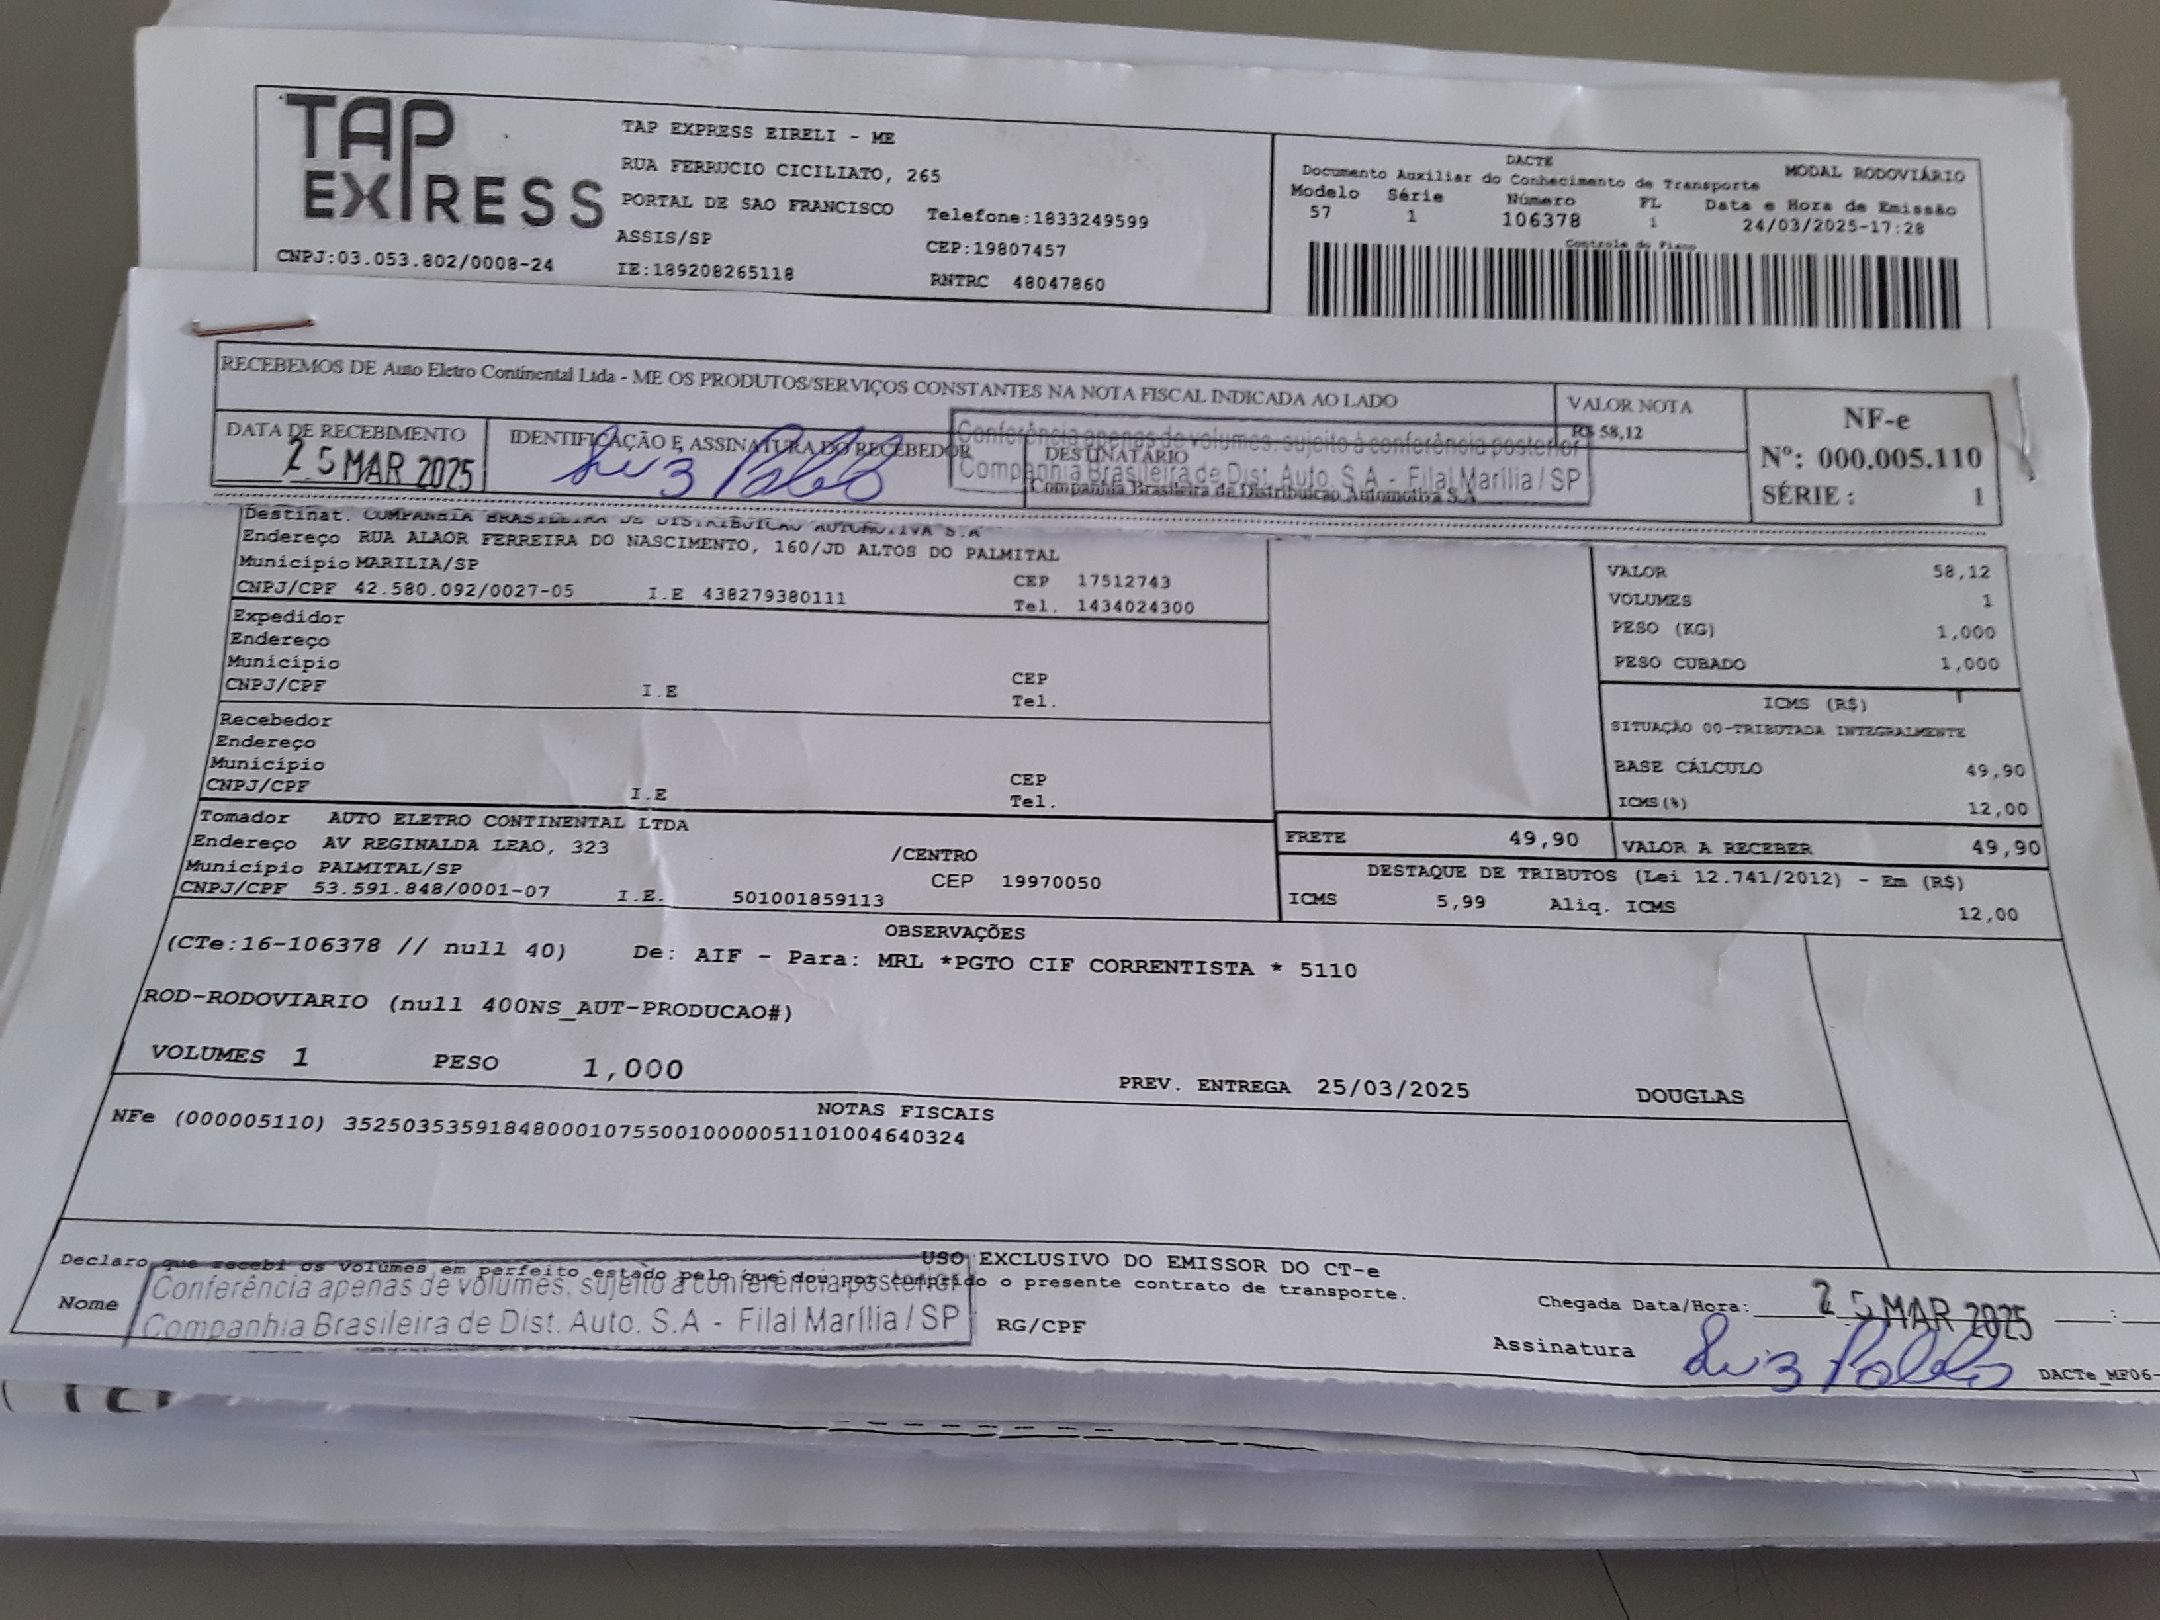 TAP
EXPRESS
CNPJ:03.053.802/0008-24
TAP EXPRESS EIRELI - ME
RUA FERRUCIO CICILIATO, 265
PORTAL DE SAO FRANCISCO Telefone:1833249599
ASSIS/SP CEP:19807457
IE:189208265118 RNTRC 48047860
DACTE MODAL RODOVIÁRIO
Documento Auxiliar do Conhecimento de Transporte
Modelo Série Número FL Data e Hora de Emissão
57 1 106378 1 24/03/2025-17:28
Controle do Fisco
RECEBEMOS DE Auto Eletro Continental Ltda - ME OS PRODUTOS/SERVIÇOS CONSTANTES NA NOTA FISCAL INDICADA AO LADO
VALOR NOTA
R$ 58,12
NF-e
Nº: 000.005.110
SÉRIE : 1
DATA DE RECEBIMENTO
25 MAR 2025
IDENTIFICAÇÃO E ASSINATURA DO RECEBEDOR
Luiz Pablo
DESTINATÁRIO
Companhia Brasileira de Distribuicao Automotiva S.A
Conferência apenas de volumes, sujeito à conferência posterior
Companhia Brasileira de Dist. Auto. S.A - Filal Marília / SP
Destinat. COMPANHIA BRASILEIRA DE DISTRIBUICAO AUTOMOTIVA S.A
Endereço RUA ALAOR FERREIRA DO NASCIMENTO, 160/JD ALTOS DO PALMITAL
Município MARILIA/SP CEP 17512743
CNPJ/CPF 42.580.092/0027-05 I.E 438279380111 Tel. 1434024300
Expedidor
Endereço
Município CEP
CNPJ/CPF I.E Tel.
Recebedor
Endereço
Município CEP
CNPJ/CPF I.E Tel.
Tomador AUTO ELETRO CONTINENTAL LTDA
Endereço AV REGINALDA LEAO, 323 /CENTRO
Município PALMITAL/SP CEP 19970050
CNPJ/CPF 53.591.848/0001-07 I.E. 501001859113
VALOR 58,12
VOLUMES 1
PESO (KG) 1,000
PESO CUBADO 1,000
ICMS (R$)
SITUAÇÃO 00-TRIBUTADA INTEGRALMENTE
BASE CÁLCULO 49,90
ICMS(%) 12,00
FRETE 49,90 VALOR A RECEBER 49,90
DESTAQUE DE TRIBUTOS (Lei 12.741/2012) - Em (R$)
ICMS 5,99 Aliq. ICMS 12,00
OBSERVAÇÕES
(CTe:16-106378 // null 40) De: AIF - Para: MRL *PGTO CIF CORRENTISTA * 5110
ROD-RODOVIARIO (null 400NS_AUT-PRODUCAO#)
VOLUMES 1 PESO 1,000 PREV. ENTREGA 25/03/2025 DOUGLAS
NOTAS FISCAIS
NFe (000005110) 35250353591848000107550010000051101004640324
USO EXCLUSIVO DO EMISSOR DO CT-e
Declaro que recebi os volumes em perfeito estado pelo que dou por cumprido o presente contrato de transporte.
Conferência apenas de volumes, sujeito à conferência posterior
Companhia Brasileira de Dist. Auto. S.A - Filal Marília / SP
Nome RG/CPF
Chegada Data/Hora: 25 MAR 2025 :
Assinatura Luiz Pablo
DACTe_MF06-